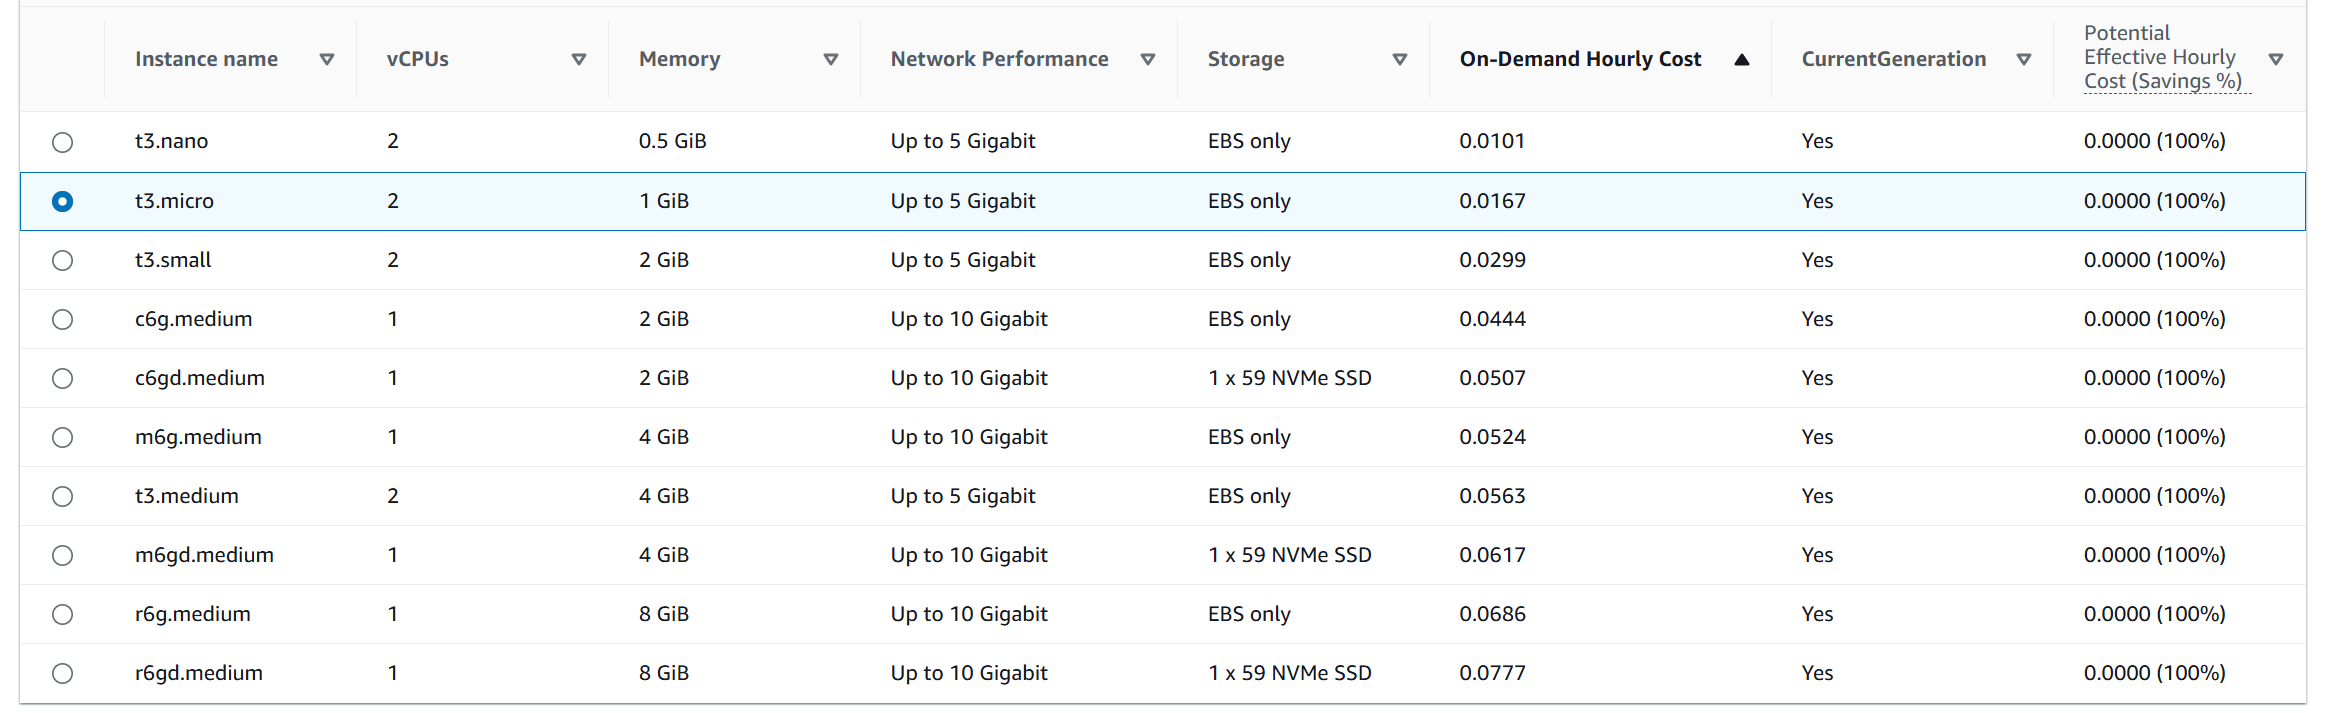 Instance name vCPUs Memory Network Performance Storage On-Demand Hourly Cost CurrentGeneration Potential
Effective Hourly
Cost (Savings %)
t3.nano 2 0.5 GiB Up to 5 Gigabit EBS only 0.0101 Yes 0.0000 (100%)
t3.micro 2 1 GiB Up to 5 Gigabit EBS only 0.0167 Yes 0.0000 (100%)
t3.small 2 2 GiB Up to 5 Gigabit EBS only 0.0299 Yes 0.0000 (100%)
c6g.medium 1 2 GiB Up to 10 Gigabit EBS only 0.0444 Yes 0.0000 (100%)
c6gd.medium 1 2 GiB Up to 10 Gigabit 1 x 59 NVMe SSD 0.0507 Yes 0.0000 (100%)
m6g.medium 1 4 GiB Up to 10 Gigabit EBS only 0.0524 Yes 0.0000 (100%)
t3.medium 2 4 GiB Up to 5 Gigabit EBS only 0.0563 Yes 0.0000 (100%)
m6gd.medium 1 4 GiB Up to 10 Gigabit 1 x 59 NVMe SSD 0.0617 Yes 0.0000 (100%)
r6g.medium 1 8 GiB Up to 10 Gigabit EBS only 0.0686 Yes 0.0000 (100%)
r6gd.medium 1 8 GiB Up to 10 Gigabit 1 x 59 NVMe SSD 0.0777 Yes 0.0000 (100%)